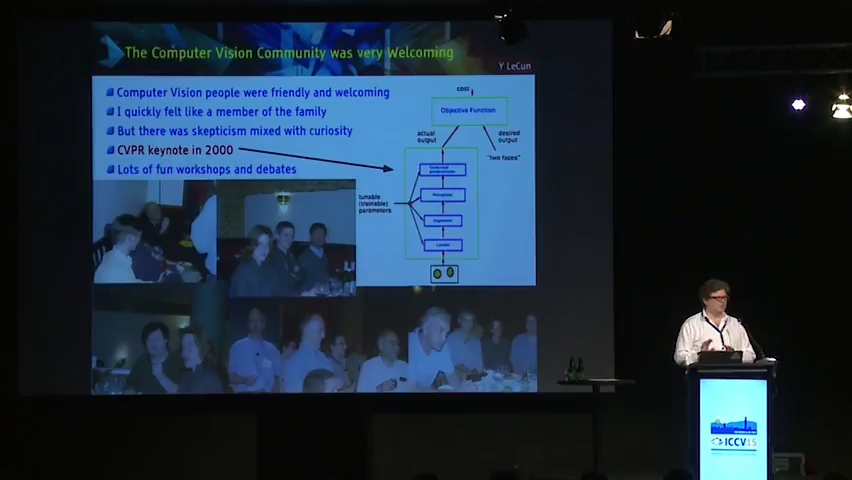 The Computer Vision Community was very Welcoming
Y LeCun
Computer Vision people were friendly and welcoming
I quickly felt like a member of the family
But there was skepticism mixed with curiosity
CVPR keynote in 2000
Lots of fun workshops and debates
cost
Objective Function
actual
output
desired
output
"two faces"
tunable
(trainable)
parameters
ICCV15